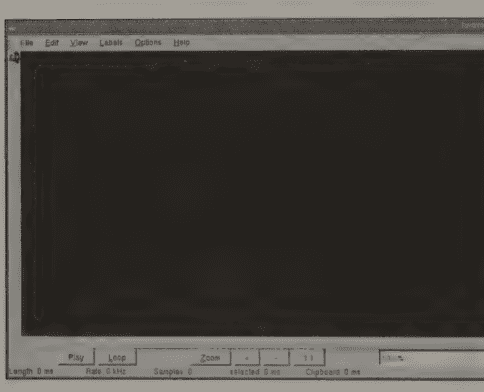 File Edit View Labels Options Help
Play Loop Zoom + - 1:1
Length: 0 ms Rate: 0 kHz Samples: 0 selected: 0 ms Clipboard: 0 ms